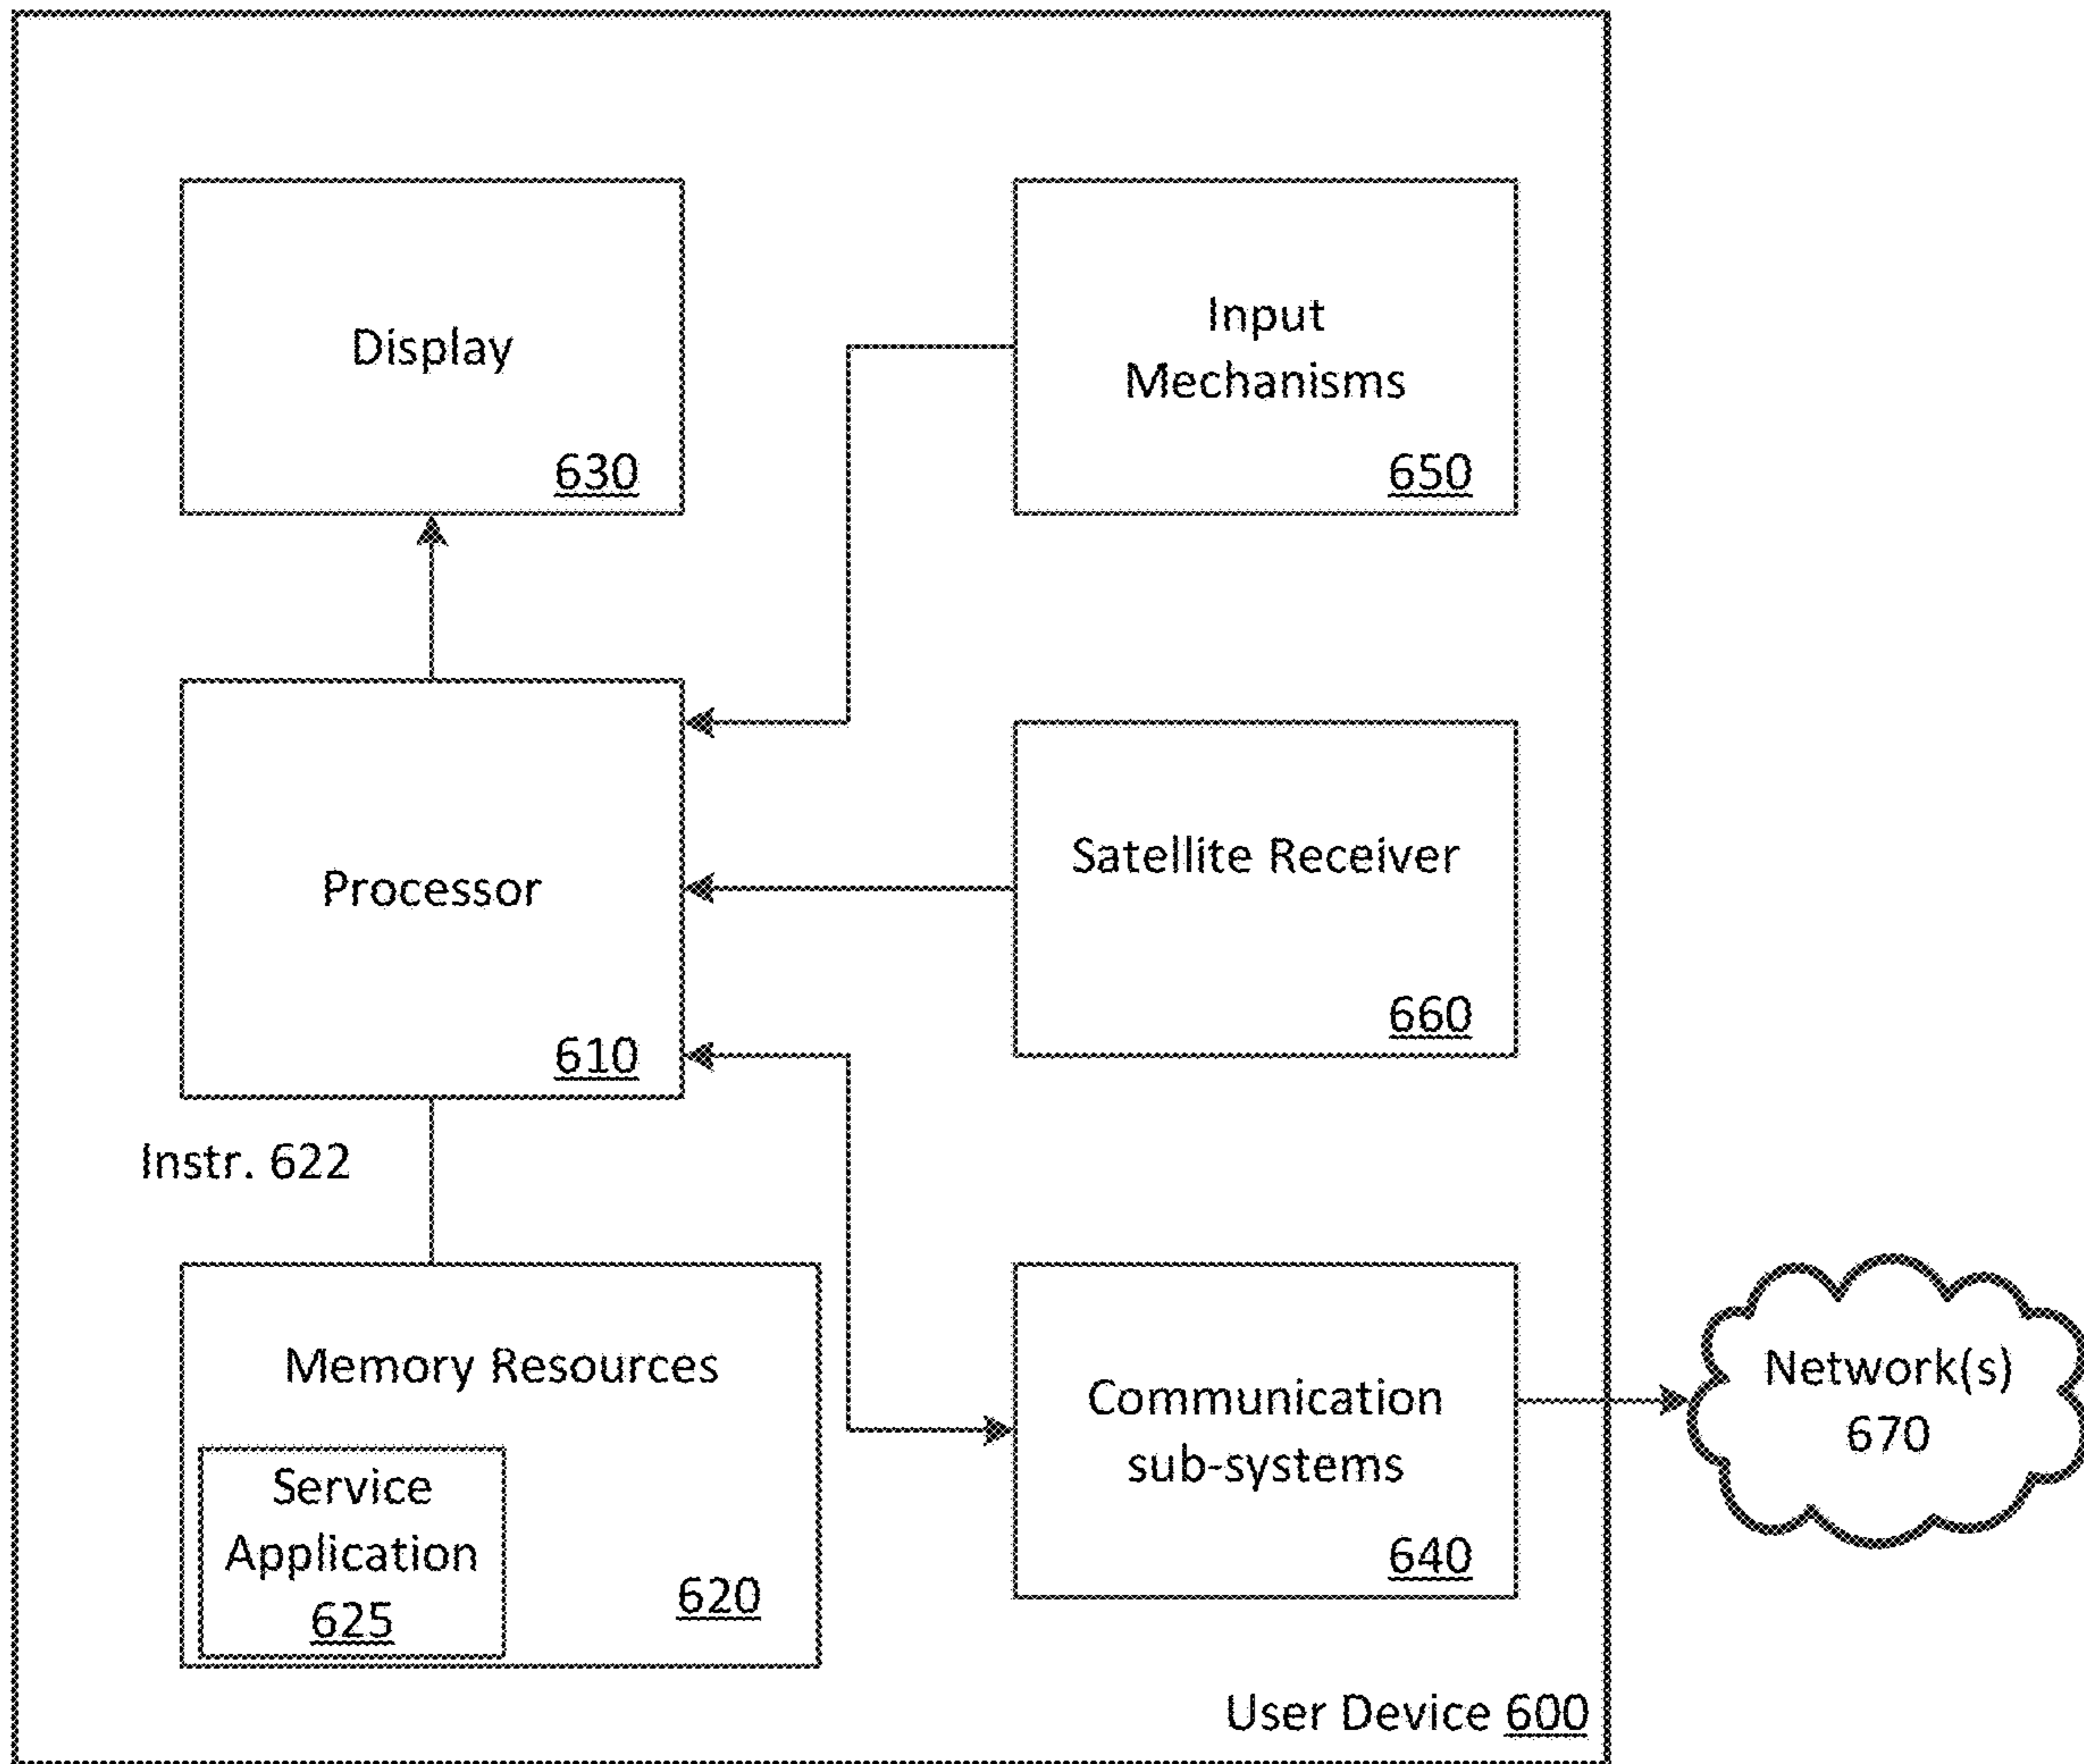 Display
630
Input
Mechanisms
650
Processor
610
Satellite Receiver
660
Instr. 622
Memory Resources
Service
Application
625
620
Communication
sub-systems
640
Network(s)
670
User Device 600